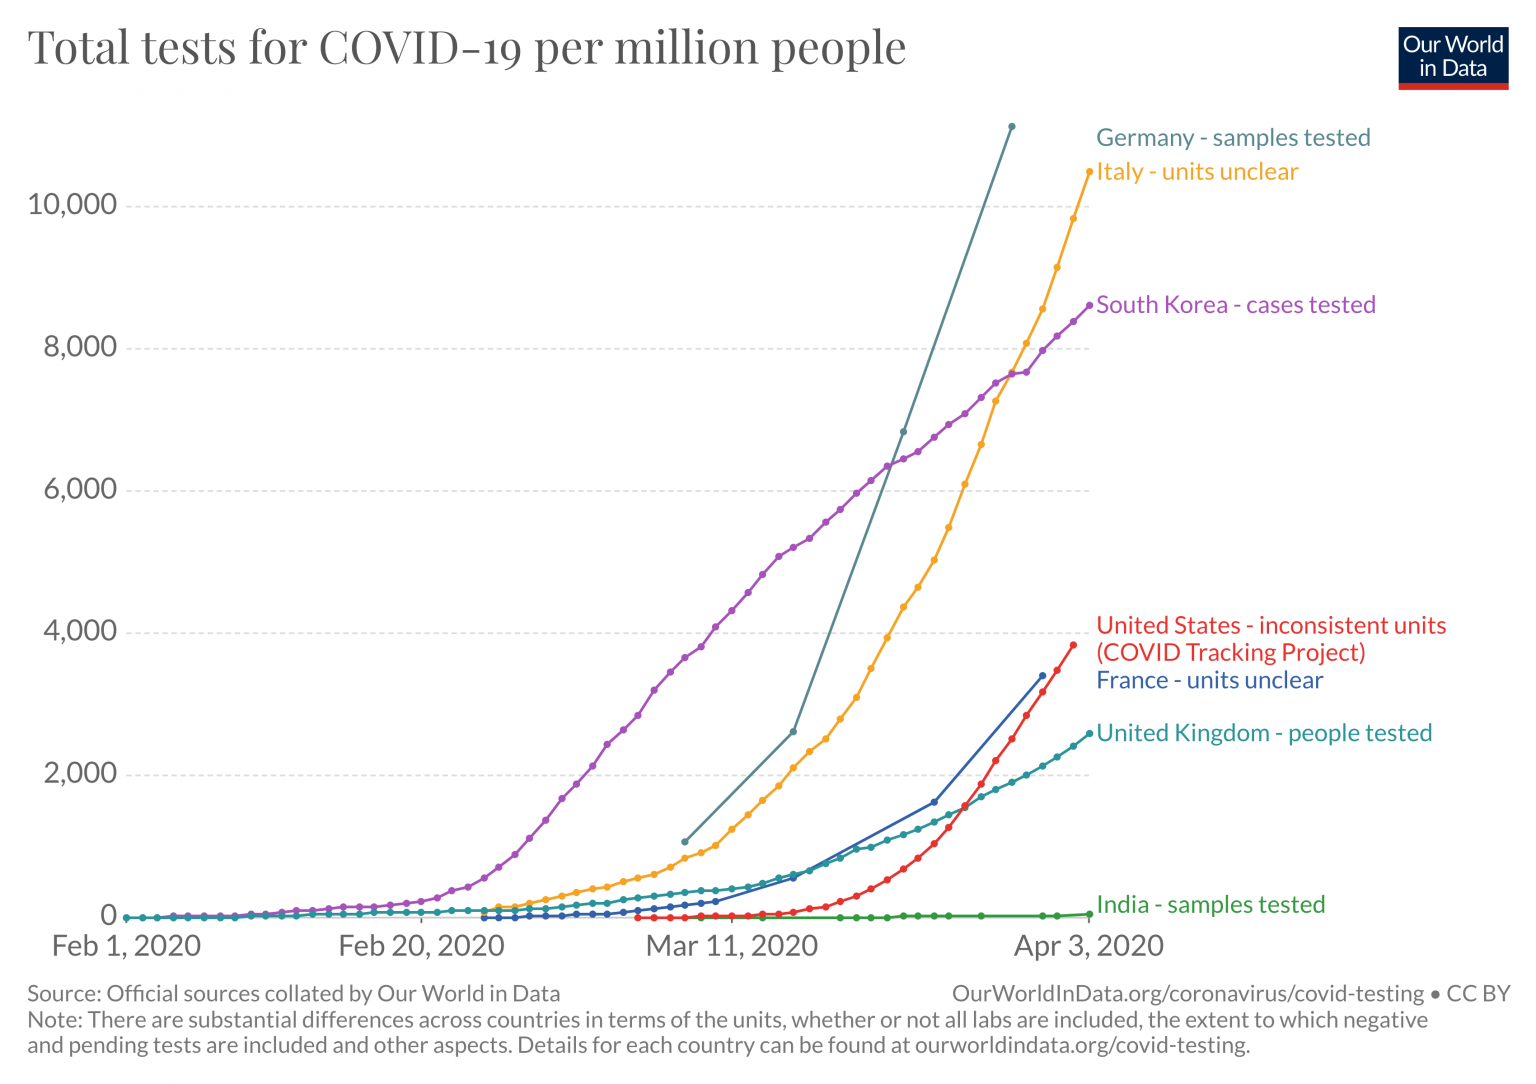 Total tests for COVID-19 per million people
Our World
in Data
Germany - samples tested
Italy - units unclear
10,000
South Korea - cases tested
8,000
6,000
4,000
United States - inconsistent units
(COVID Tracking Project)
France - units unclear
United Kingdom - people tested
2,000
India - samples tested
0
Feb 1, 2020
Feb 20, 2020
Mar 11, 2020
Apr 3, 2020
Source: Official sources collated by Our World in Data
OurWorldInData.org/coronavirus/covid-testing • CC BY
Note: There are substantial differences across countries in terms of the units, whether or not all labs are included, the extent to which negative
and pending tests are included and other aspects. Details for each country can be found at ourworldindata.org/covid-testing.